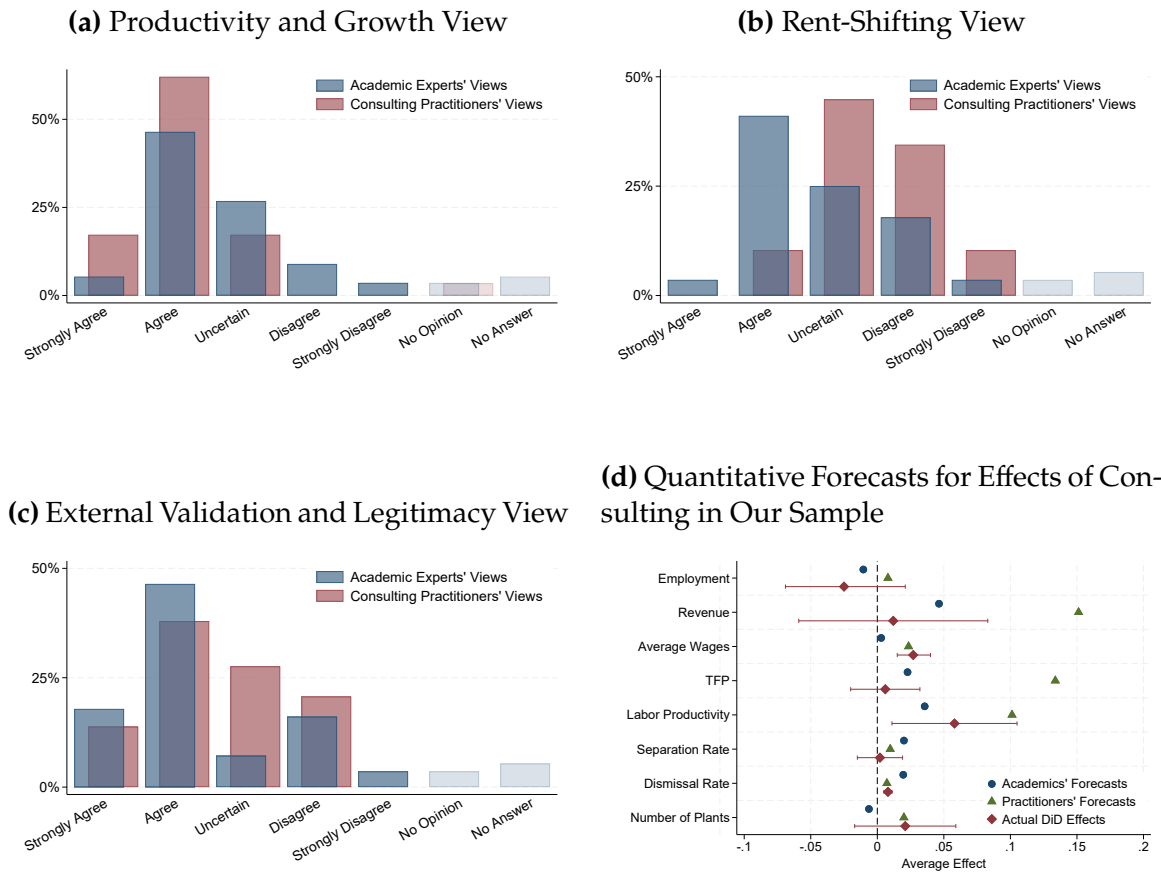 (a) Productivity and Growth View
Academic Experts' Views
Consulting Practitioners' Views
50%
25%
0%
Strongly Agree
Agree
Uncertain
Disagree
Strongly Disagree
No Opinion
No Answer
(b) Rent-Shifting View
Academic Experts' Views
Consulting Practitioners' Views
50%
25%
0%
Strongly Agree
Agree
Uncertain
Disagree
Strongly Disagree
No Opinion
No Answer
(c) External Validation and Legitimacy View
Academic Experts' Views
Consulting Practitioners' Views
50%
25%
0%
Strongly Agree
Agree
Uncertain
Disagree
Strongly Disagree
No Opinion
No Answer
(d) Quantitative Forecasts for Effects of Con-
sulting in Our Sample
Employment
Revenue
Average Wages
TFP
Labor Productivity
Separation Rate
Dismissal Rate
Number of Plants
Academics' Forecasts
Practitioners' Forecasts
Actual DiD Effects
-.1 -.05 0 .05 .1 .15 .2
Average Effect